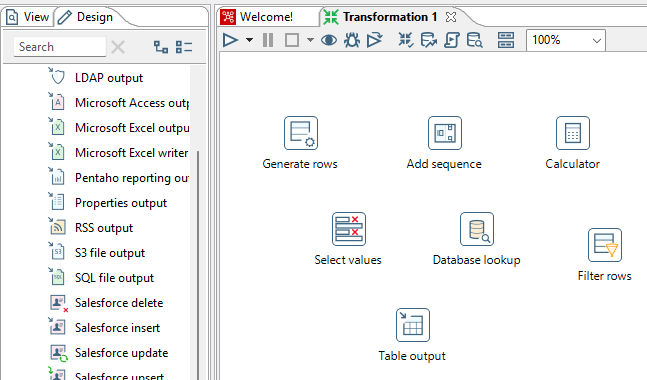 View
Design
Welcome!
Transformation 1
Search
100%
LDAP output
Microsoft Access outp
Microsoft Excel outpu
Microsoft Excel writer
Pentaho reporting ou
Properties output
RSS output
S3 file output
SQL file output
Salesforce delete
Salesforce insert
Salesforce update
Salesforce upsert
Generate rows
Add sequence
Calculator
Select values
Database lookup
Filter rows
Table output